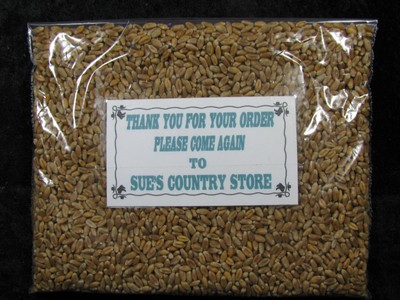 THANK YOU FOR YOUR ORDER
PLEASE COME AGAIN
TO
SUE'S COUNTRY STORE